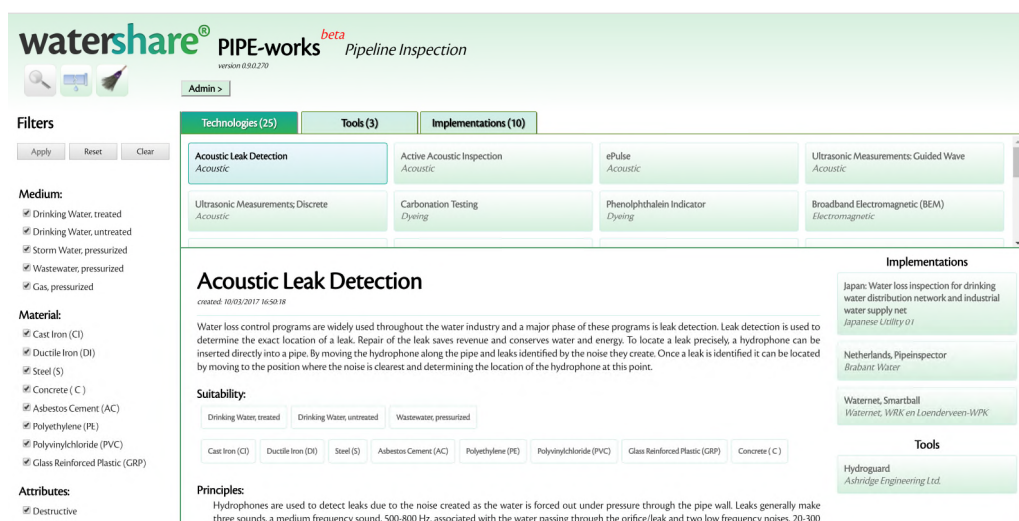 watershare®
PIPE-works beta Pipeline Inspection
version 0.9.0.270
Admin >
Filters
Apply Reset Clear
Medium:
Drinking Water, treated
Drinking Water, untreated
Storm Water, pressurized
Wastewater, pressurized
Gas, pressurized
Material:
Cast Iron (CI)
Ductile Iron (DI)
Steel (S)
Concrete ( C )
Asbestos Cement (AC)
Polyethylene (PE)
Polyvinylchloride (PVC)
Glass Reinforced Plastic (GRP)
Attributes:
Destructive
Technologies (25) Tools (3) Implementations (10)
Acoustic Leak Detection
Acoustic
Active Acoustic Inspection
Acoustic
ePulse
Acoustic
Ultrasonic Measurements: Guided Wave
Acoustic
Ultrasonic Measurements; Discrete
Acoustic
Carbonation Testing
Dyeing
Phenolphthalein Indicator
Dyeing
Broadband Electromagnetic (BEM)
Electromagnetic
Acoustic Leak Detection
created: 10/03/2017 16:50:18
Water loss control programs are widely used throughout the water industry and a major phase of these programs is leak detection. Leak detection is used to
determine the exact location of a leak. Repair of the leak saves revenue and conserves water and energy. To locate a leak precisely, a hydrophone can be
inserted directly into a pipe. By moving the hydrophone along the pipe and leaks identified by the noise they create. Once a leak is identified it can be located
by moving to the position where the noise is clearest and determining the location of the hydrophone at this point.
Suitability:
Drinking Water, treated Drinking Water, untreated Wastewater, pressurized
Cast Iron (CI) Ductile Iron (DI) Steel (S) Asbestos Cement (AC) Polyethylene (PE) Polyvinylchloride (PVC) Glass Reinforced Plastic (GRP) Concrete ( C )
Principles:
Hydrophones are used to detect leaks due to the noise created as the water is forced out under pressure through the pipe wall. Leaks generally make
three sounds, a medium frequency sound, 500-800 Hz, associated with the water passing through the orifice/leak and two low frequency noises, 20-300
Implementations
Japan: Water loss inspection for drinking
water distribution network and industrial
water supply net
Japanese Utility 01
Netherlands, Pipeinspector
Brabant Water
Waternet, Smartball
Waternet, WRK en Loenderveen-WPK
Tools
Hydroguard
Ashridge Engineering Ltd.